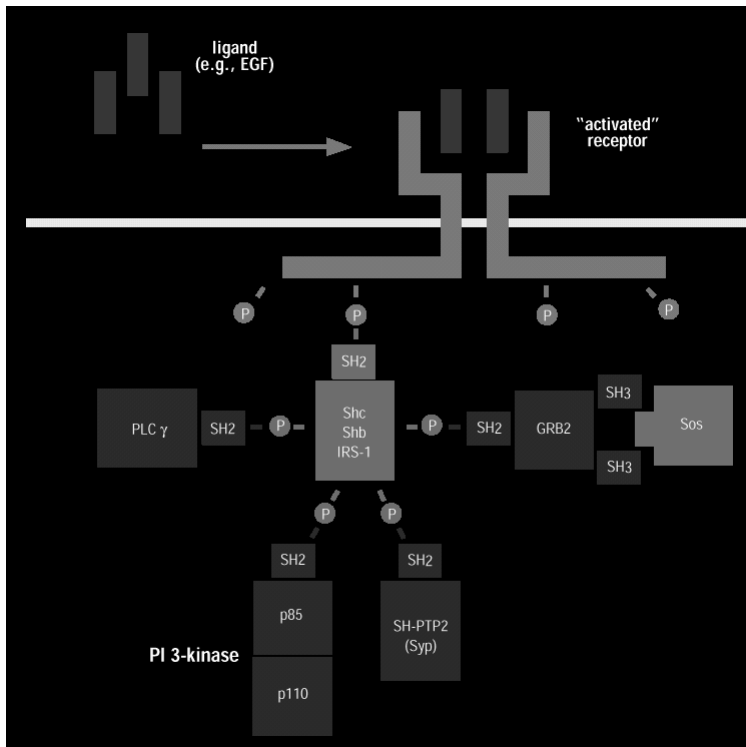 ligand
(e.g., EGF)
"activated"
receptor
P
P
P
P
SH2
PLC γ
SH2
P
Shc
Shb
IRS-1
P
SH2
GRB2
SH3
SH3
Sos
P
P
SH2
SH2
p85
PI 3-kinase
p110
SH-PTP2
(Syp)